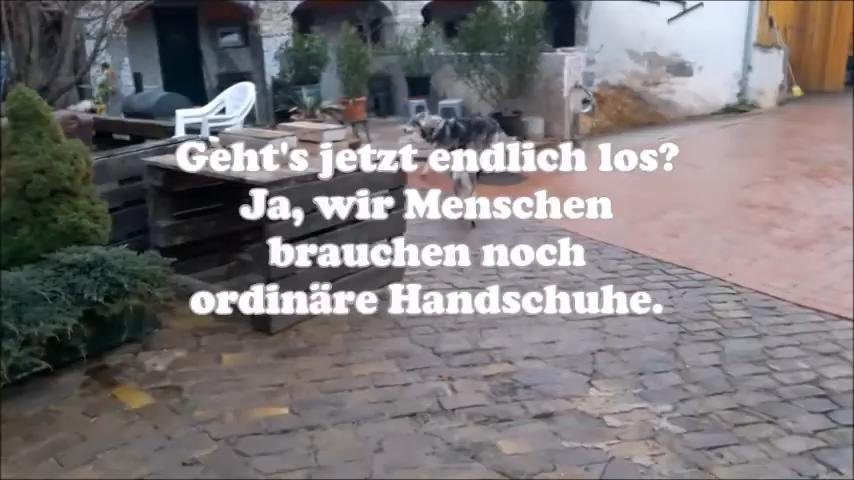 Geht's jetzt endlich los?
Ja, wir Menschen
brauchen noch
ordinäre Handschuhe.